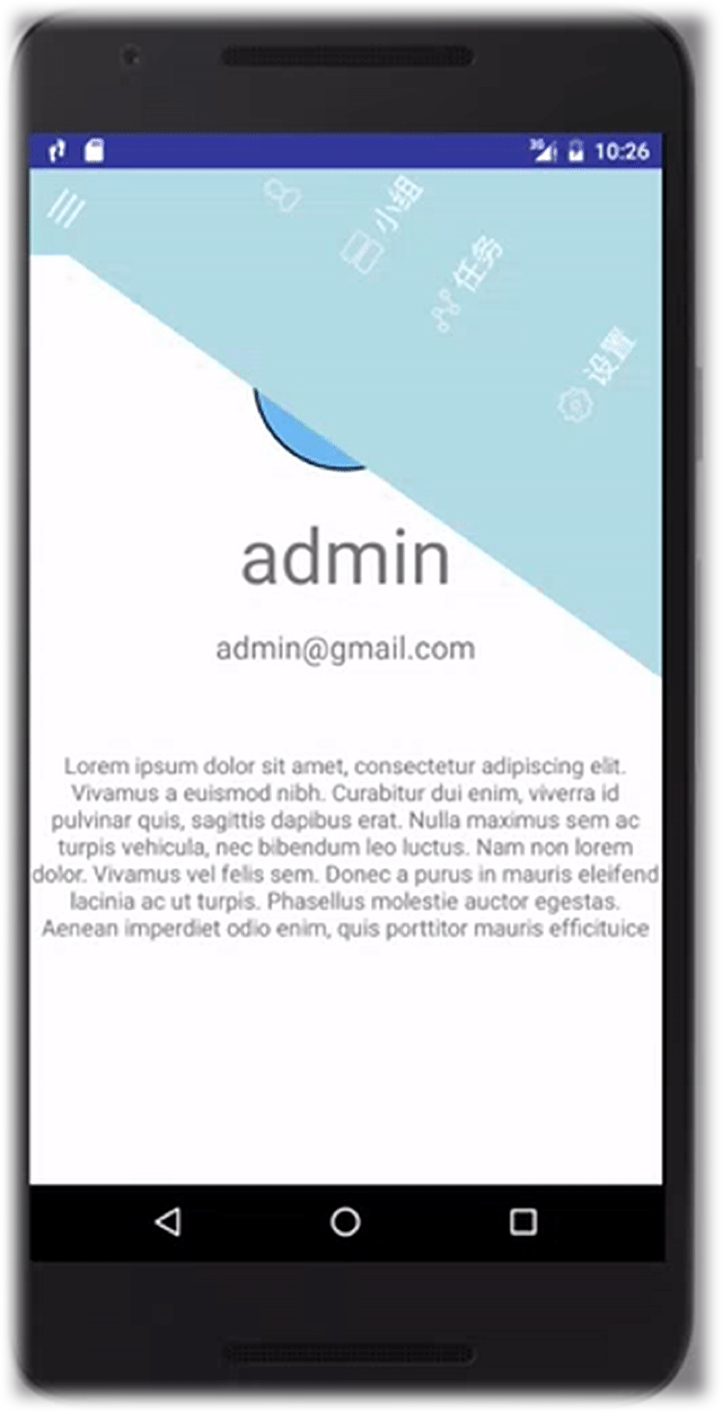 3G
10:26
小组
任务
设置
admin
admin@gmail.com
Lorem ipsum dolor sit amet, consectetur adipiscing elit.
Vivamus a euismod nibh. Curabitur dui enim, viverra id
pulvinar quis, sagittis dapibus erat. Nulla maximus sem ac
turpis vehicula, nec bibendum leo luctus. Nam non lorem
dolor. Vivamus vel felis sem. Donec a purus in mauris eleifend
lacinia ac ut turpis. Phasellus molestie auctor egestas.
Aenean imperdiet odio enim, quis porttitor mauris efficituice